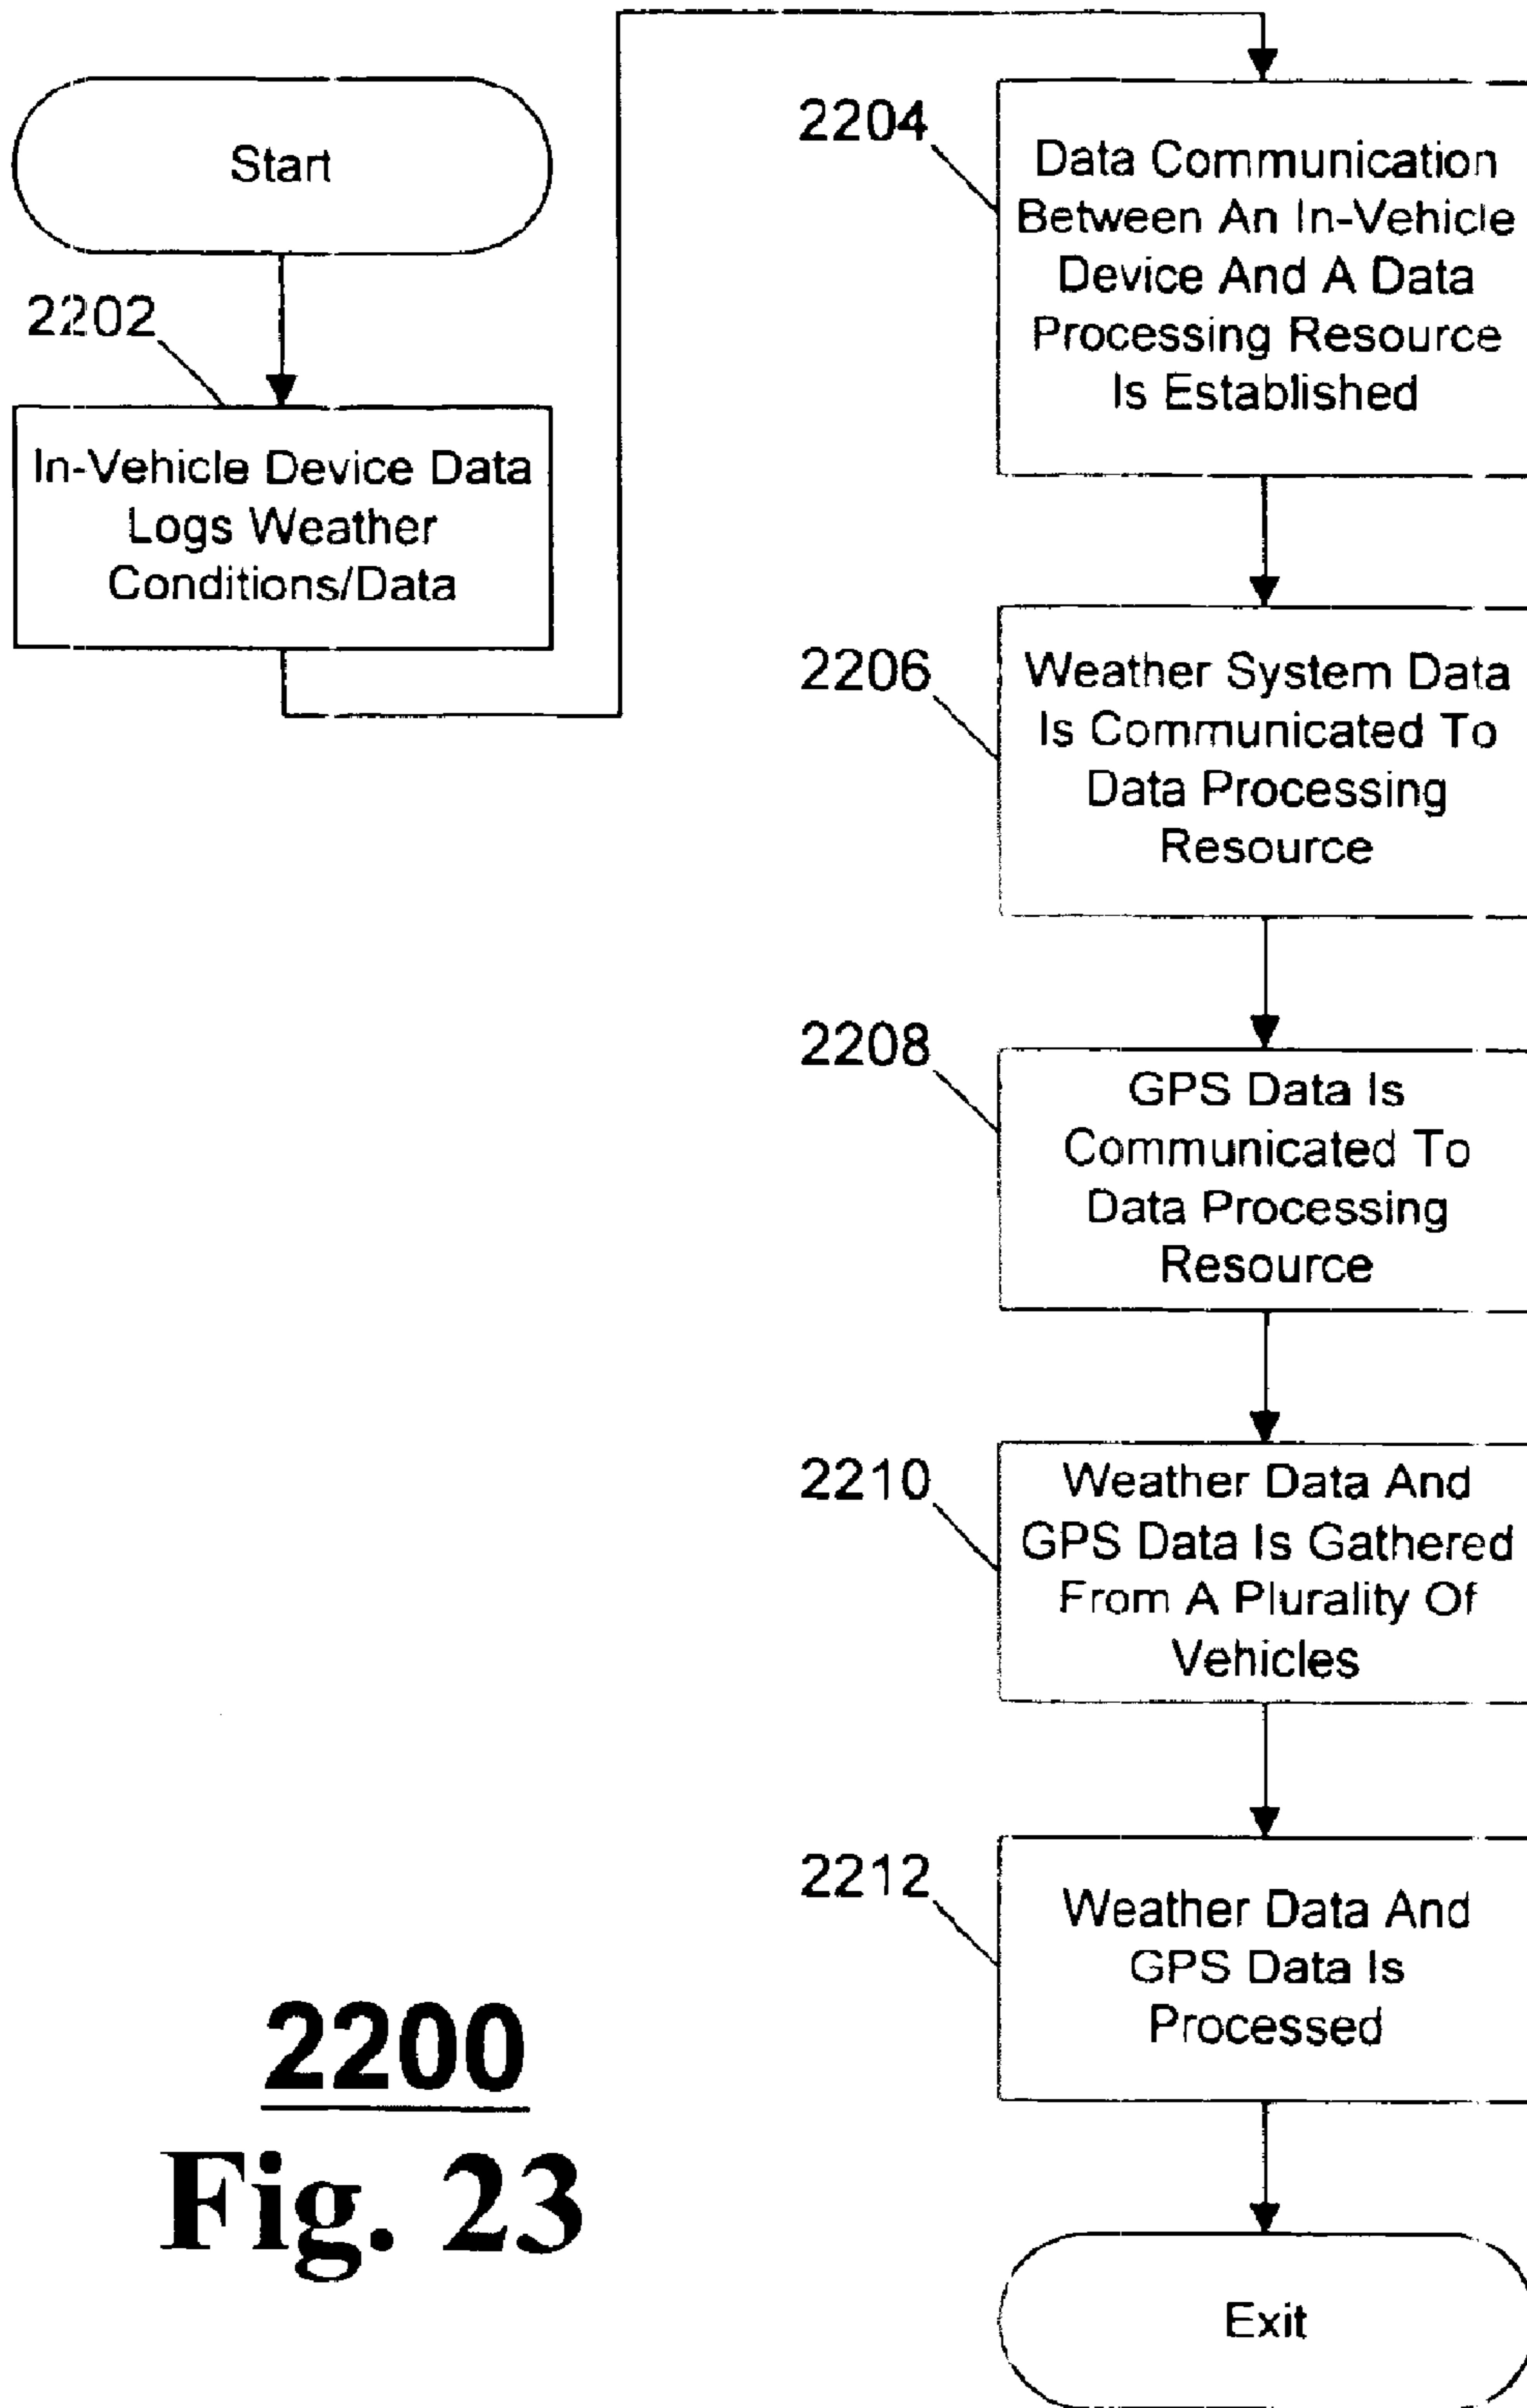 Start
2202
In-Vehicle Device Data
Logs Weather
Conditions/Data
2204
Data Communication
Between An In-Vehicle
Device And A Data
Processing Resource
Is Established
2206
Weather System Data
Is Communicated To
Data Processing
Resource
2208
GPS Data Is
Communicated To
Data Processing
Resource
2210
Weather Data And
GPS Data Is Gathered
From A Plurality Of
Vehicles
2212
Weather Data And
GPS Data Is
Processed
Exit
2200
Fig. 23